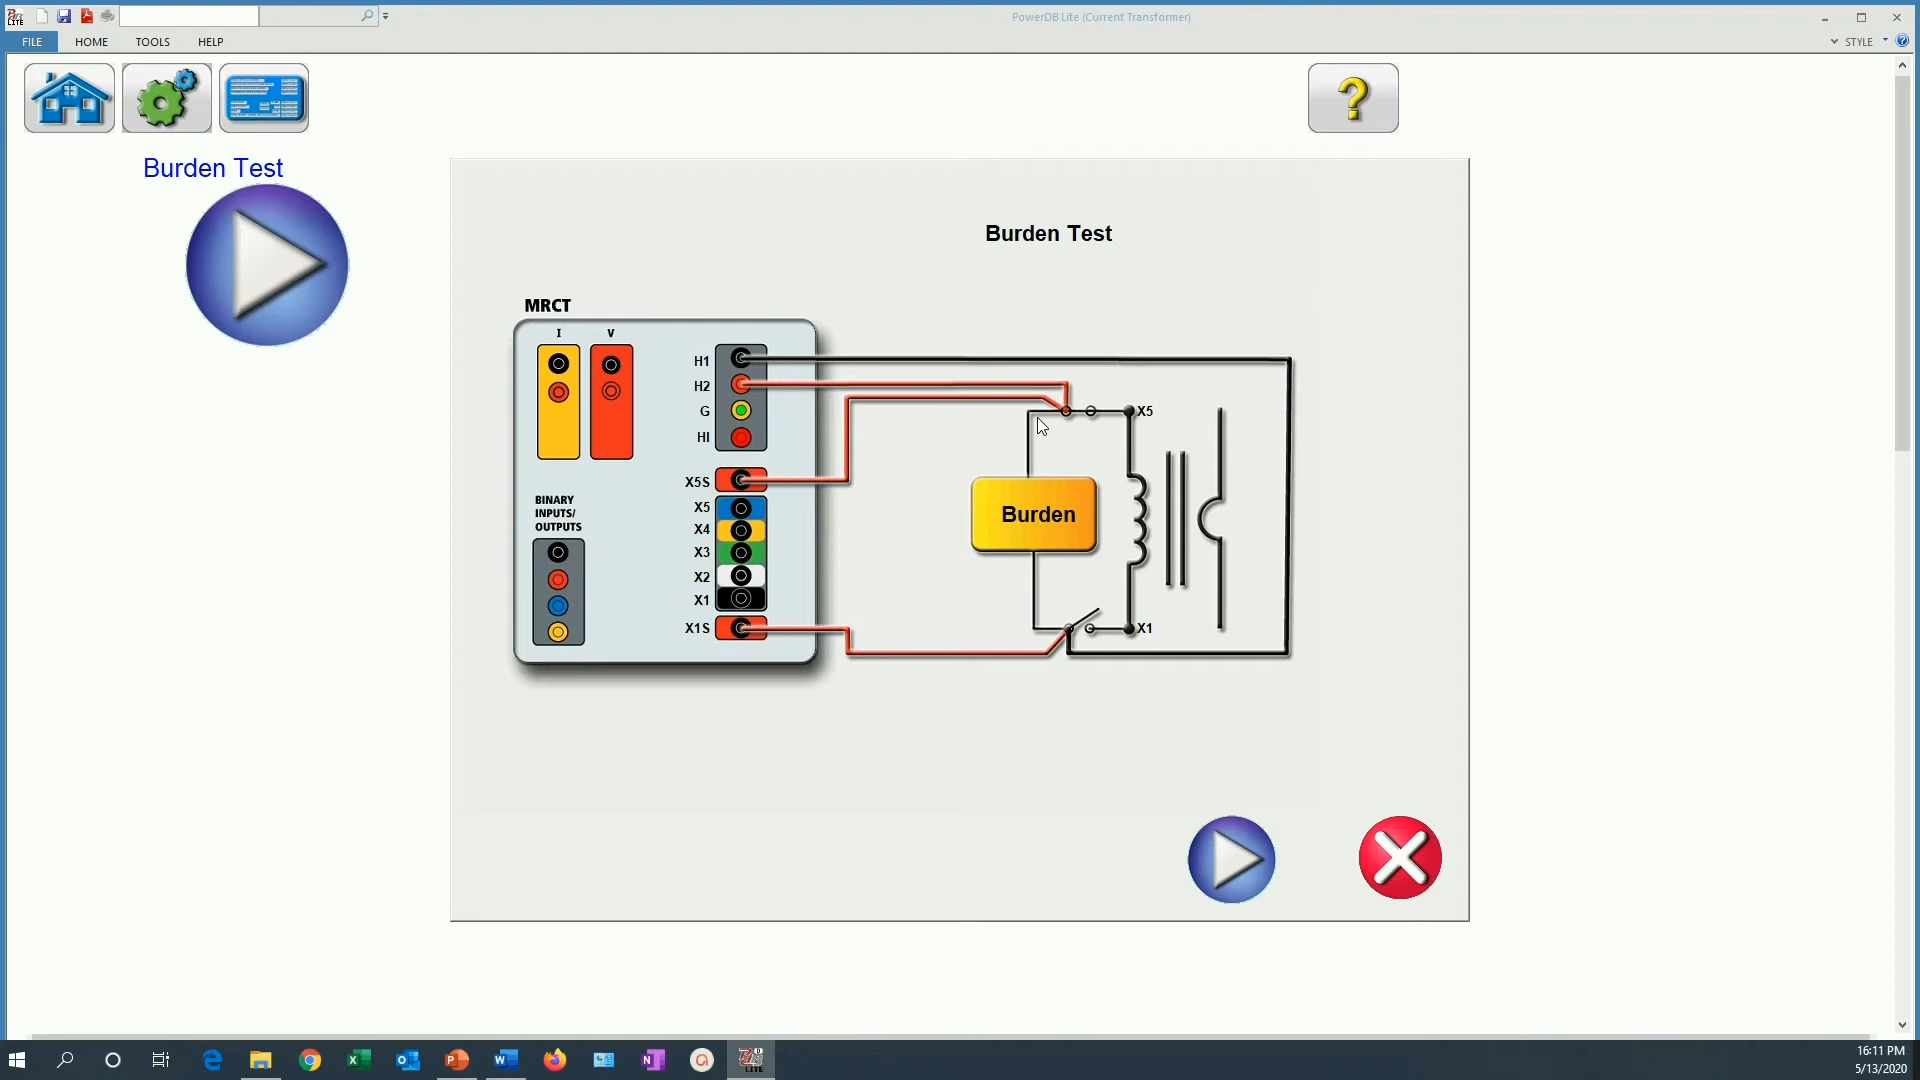 PowerDB Lite (Current Transformer)
FILE HOME TOOLS HELP
STYLE
Burden Test
Burden Test
MRCT
I V
H1
H2
G
HI
X5S
X5
X4
X3
X2
X1
X1S
BINARY
INPUTS/
OUTPUTS
X5
Burden
X1
16:11 PM
5/13/2020